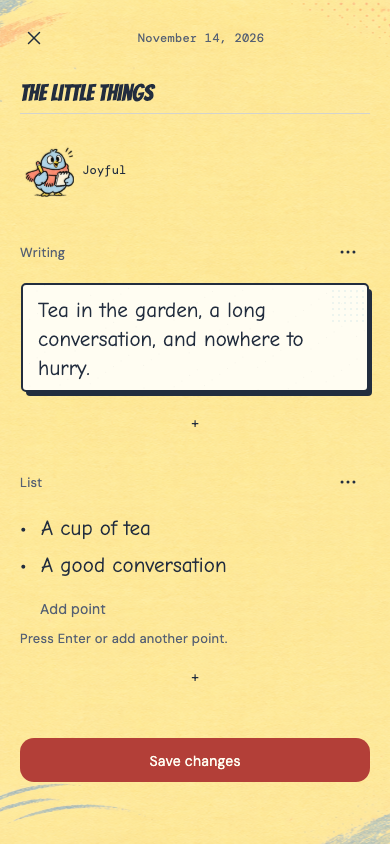 November 14, 2026
THE LITTLE THINGS
Joyful
Writing
Tea in the garden, a long
conversation, and nowhere to
hurry.
+
List
• A cup of tea
• A good conversation
Add point
Press Enter or add another point.
+
Save changes